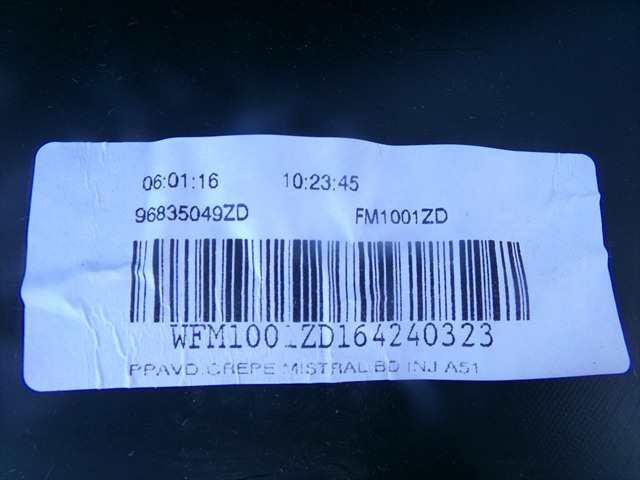 06:01:16 10:23:45
96835049ZD FM1001ZD
WFM1001ZD164240323
PPAVD.CREPE MISTRAL BD INJ A51